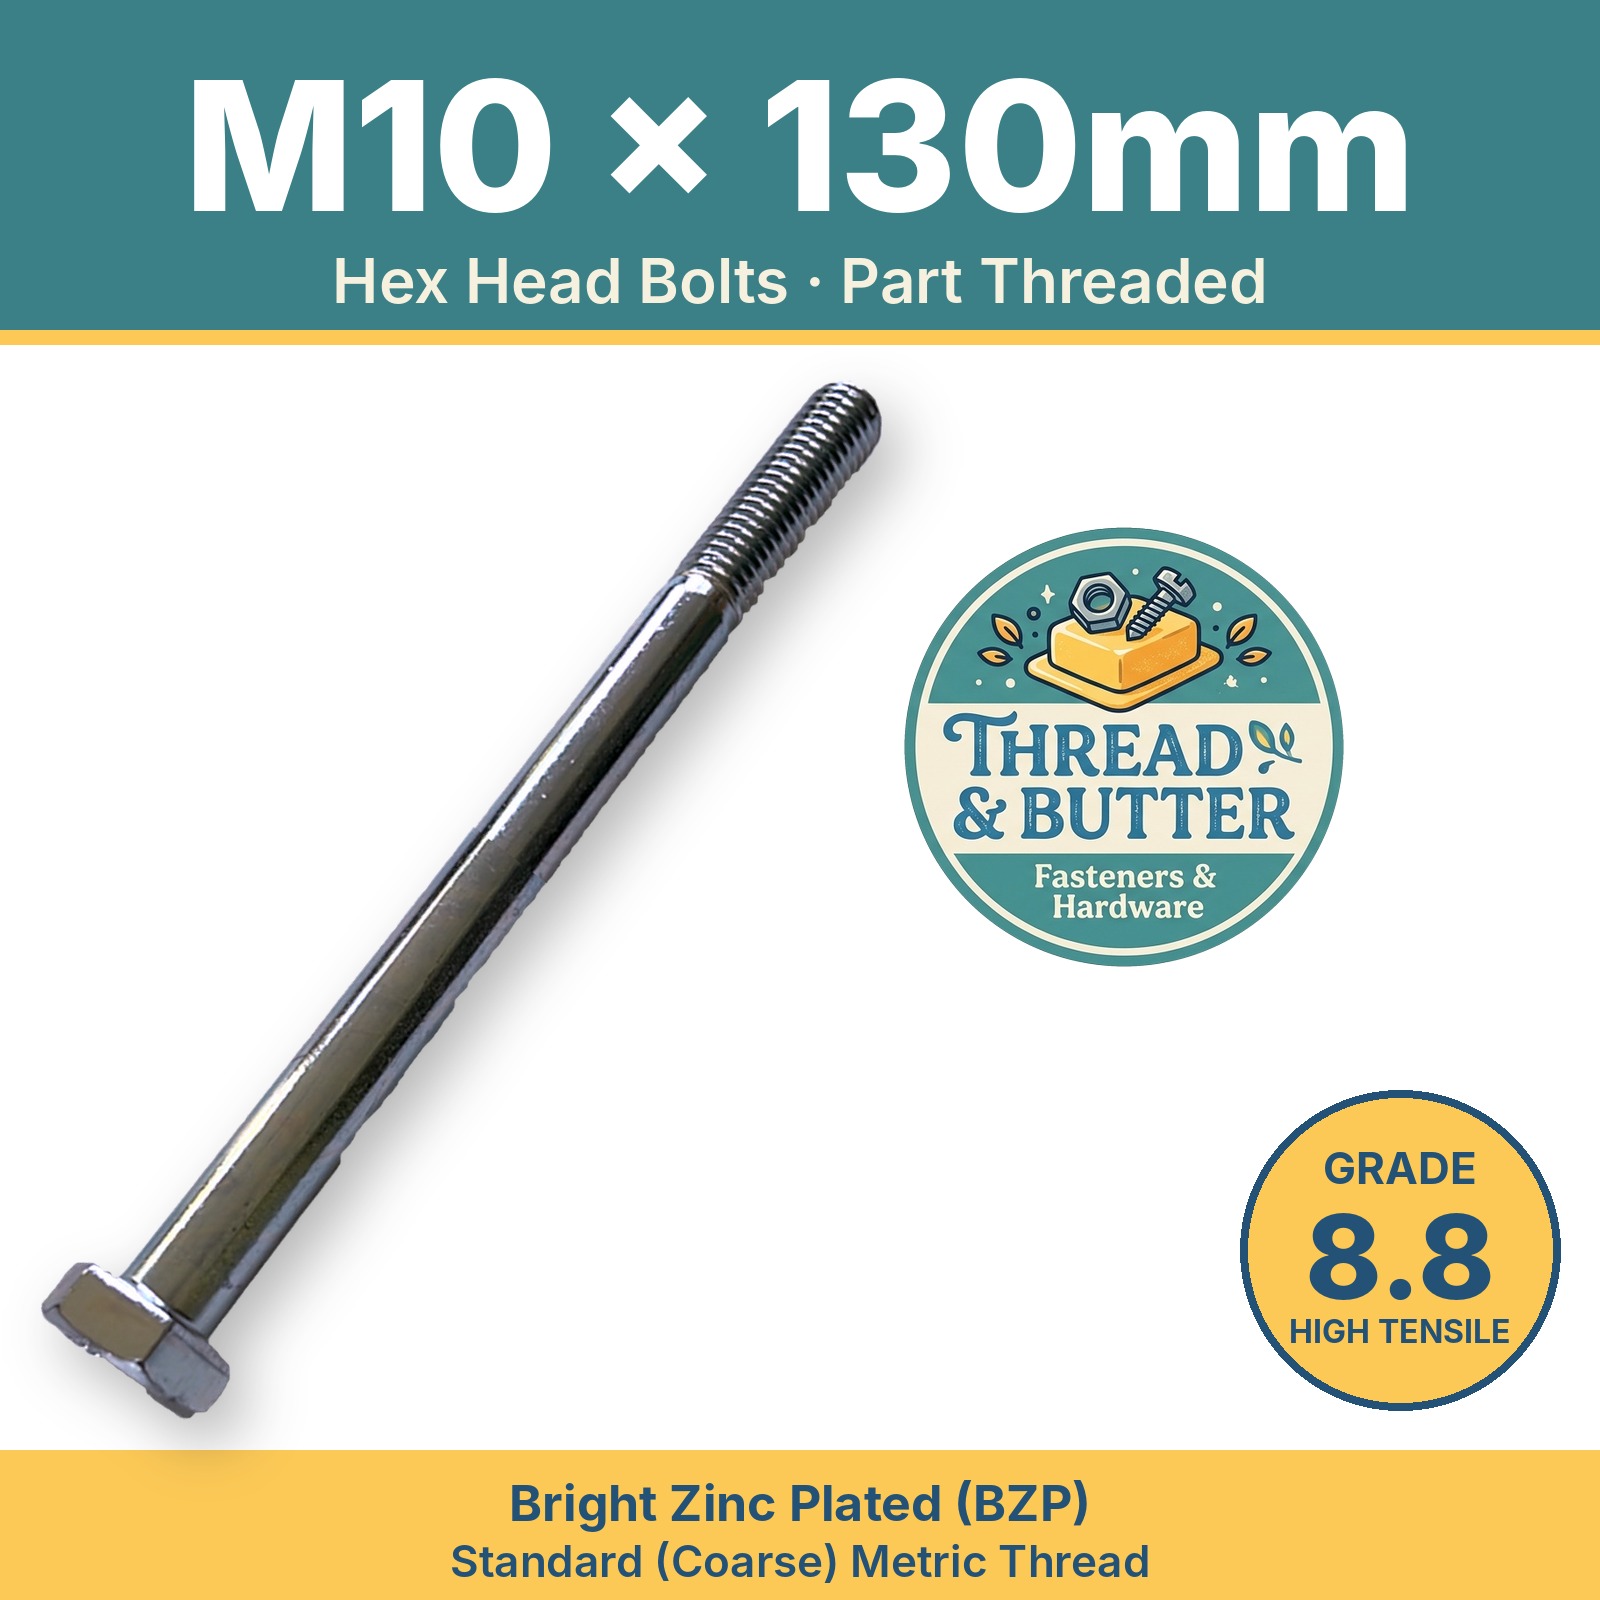 M10 × 130mm
Hex Head Bolts · Part Threaded
THREAD
& BUTTER
Fasteners &
Hardware
GRADE
8.8
HIGH TENSILE
Bright Zinc Plated (BZP)
Standard (Coarse) Metric Thread